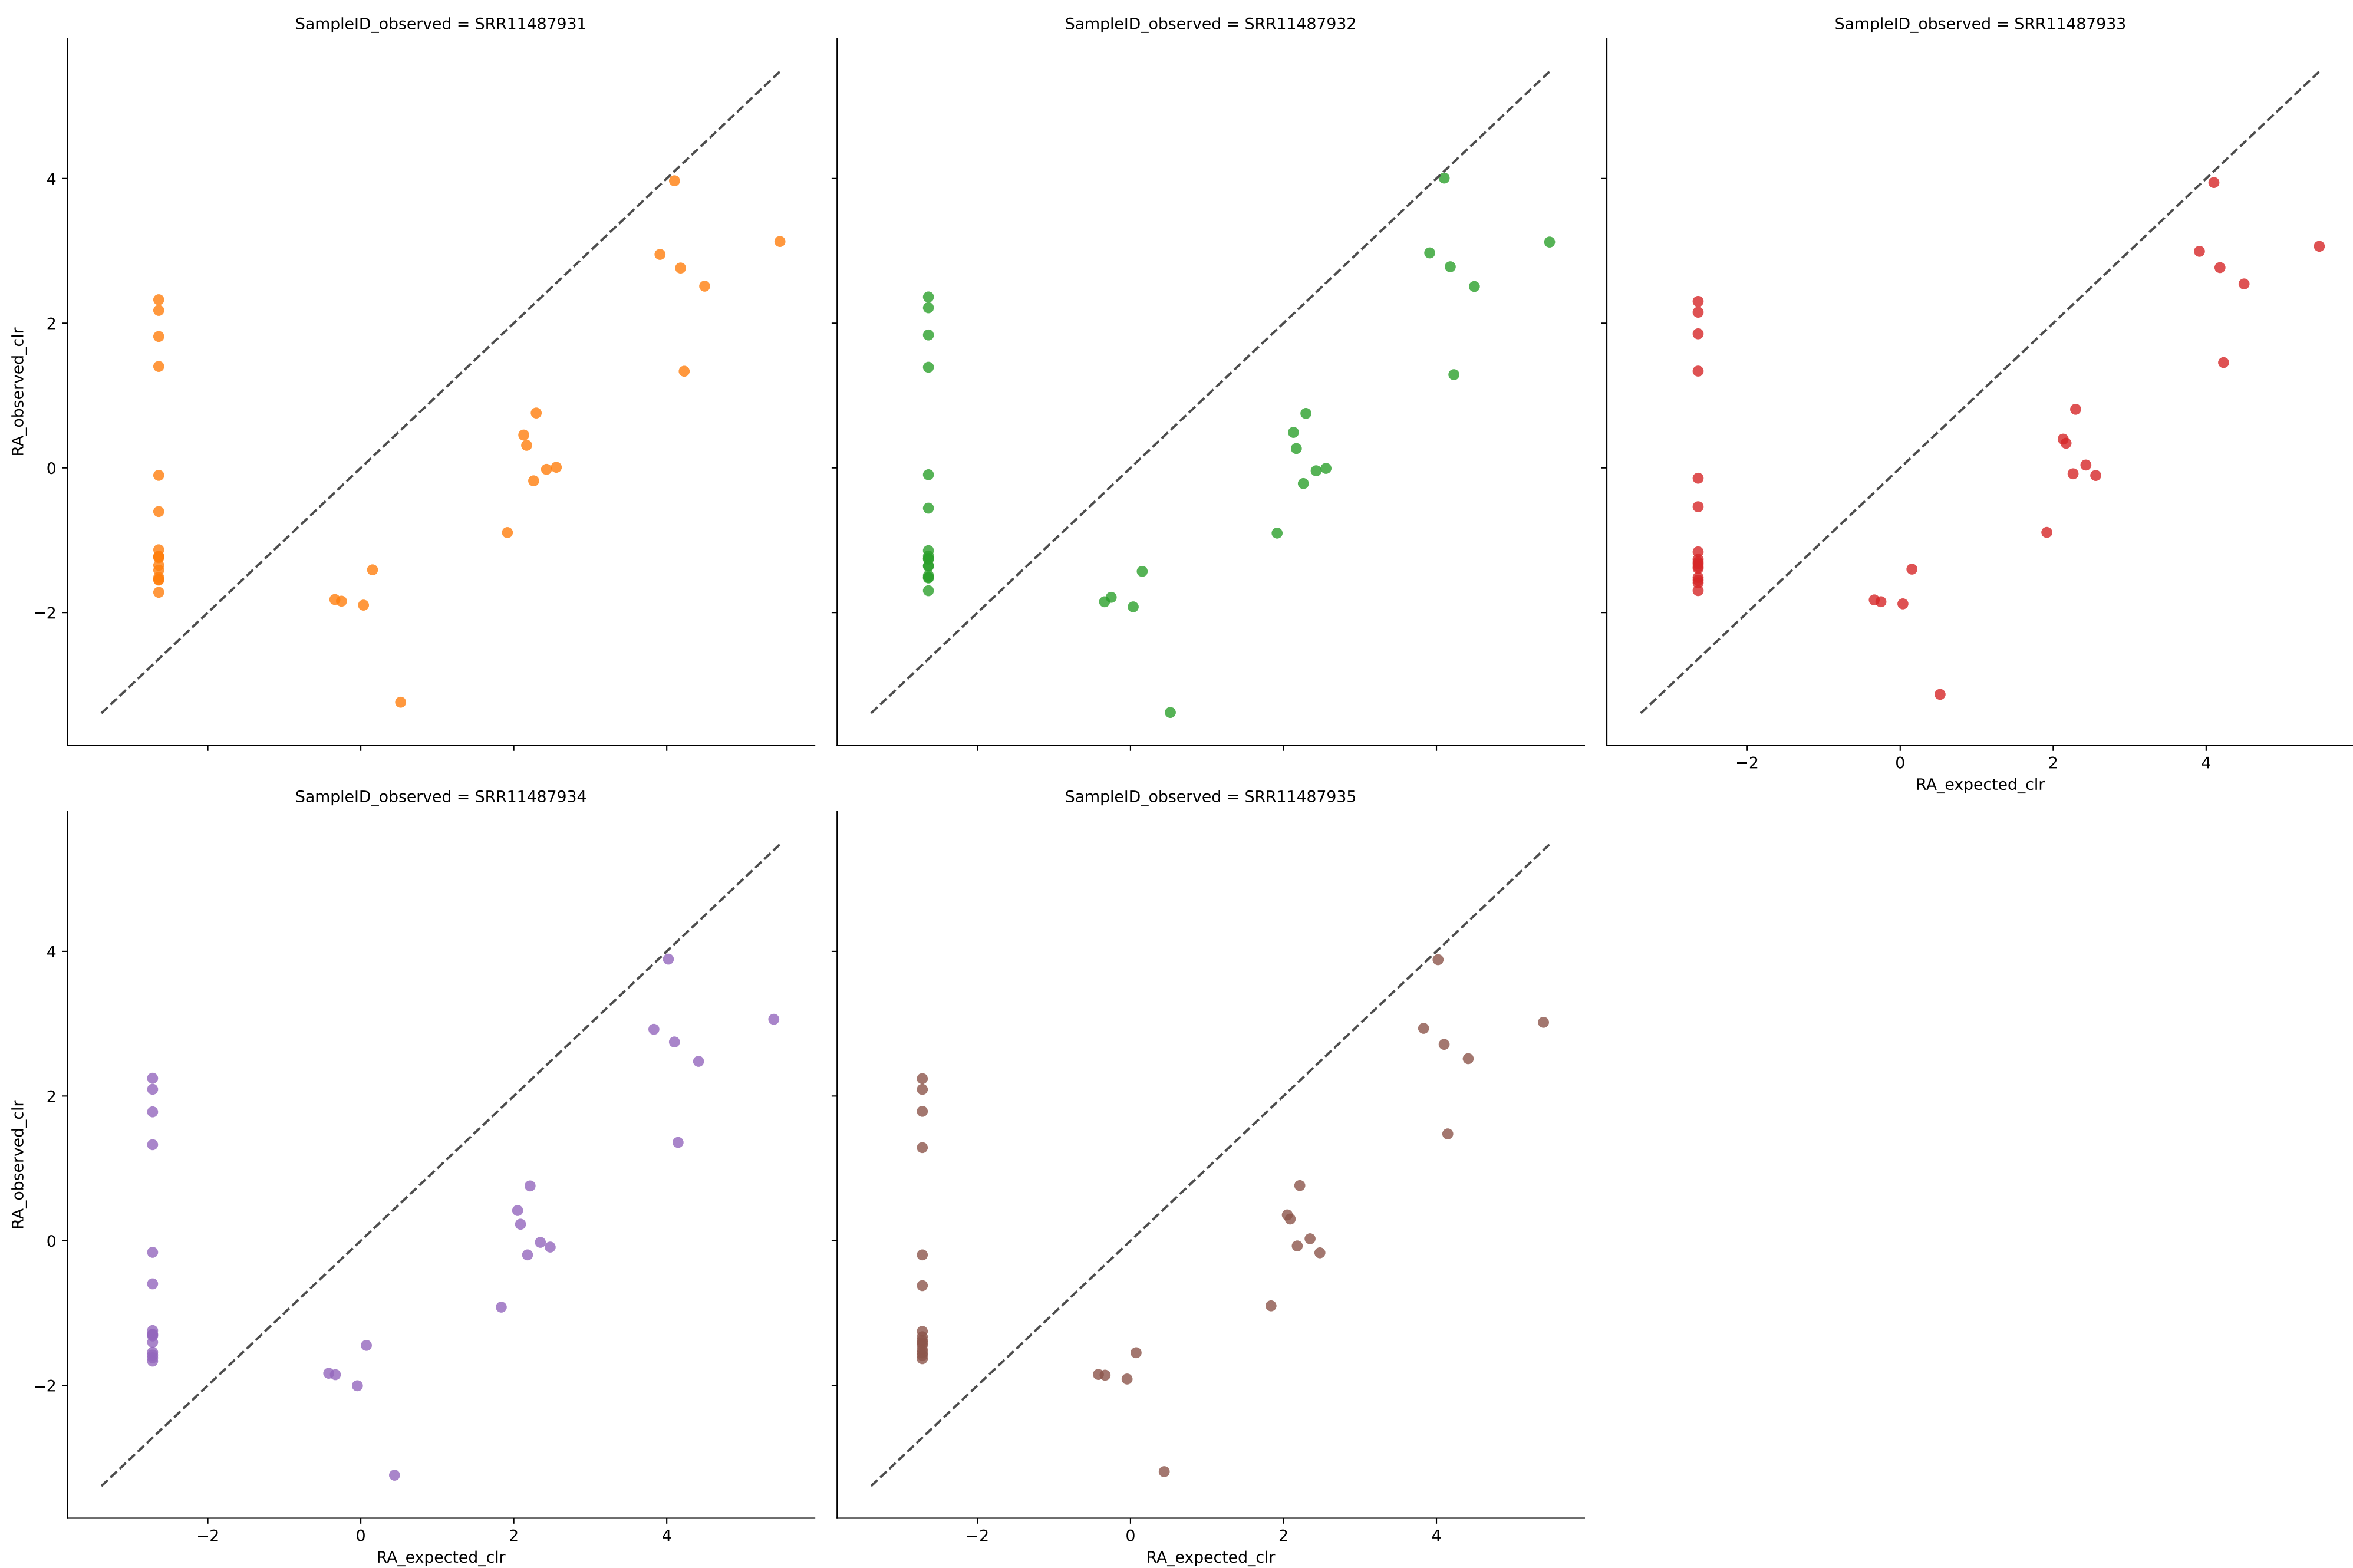 SampleID_observed = SRR11487931
SampleID_observed = SRR11487932
SampleID_observed = SRR11487933
RA_observed_clr
4
2
0
−2
−2 0 2 4
RA_expected_clr
SampleID_observed = SRR11487934
SampleID_observed = SRR11487935
RA_observed_clr
4
2
0
−2
−2 0 2 4
−2 0 2 4
RA_expected_clr
RA_expected_clr